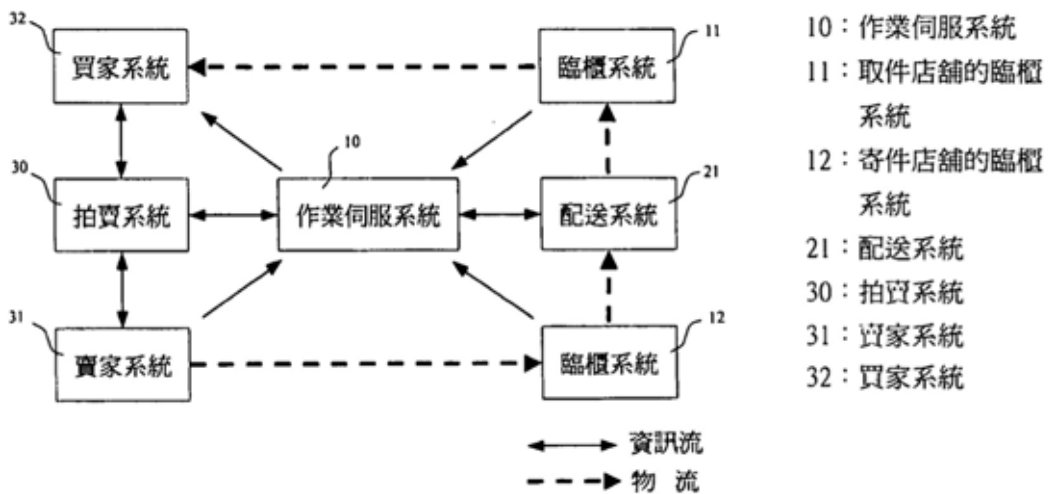 32
買家系統
11
臨櫃系統
10：作業伺服系統
11：取件店舖的臨櫃
系統
12：寄件店舖的臨櫃
系統
21：配送系統
30：拍賣系統
31：賣家系統
32：買家系統
30
拍賣系統
10
作業伺服系統
21
配送系統
31
賣家系統
12
臨櫃系統
資訊流
物 流